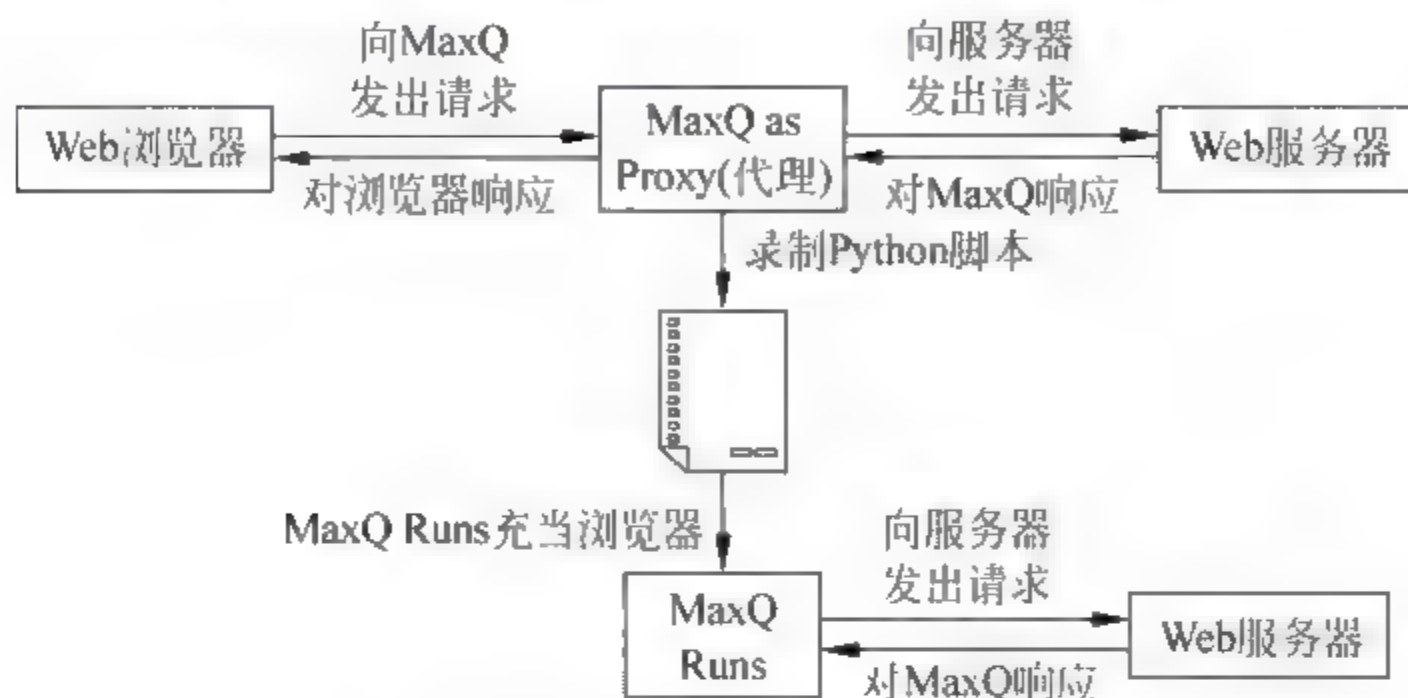 向MaxQ
发出请求
向服务器
发出请求
Web浏览器
MaxQ as
Proxy(代理)
Web服务器
对浏览器响应
对MaxQ响应
录制Python脚本
MaxQ Runs充当浏览器
向服务器
发出请求
MaxQ
Runs
Web服务器
对MaxQ响应